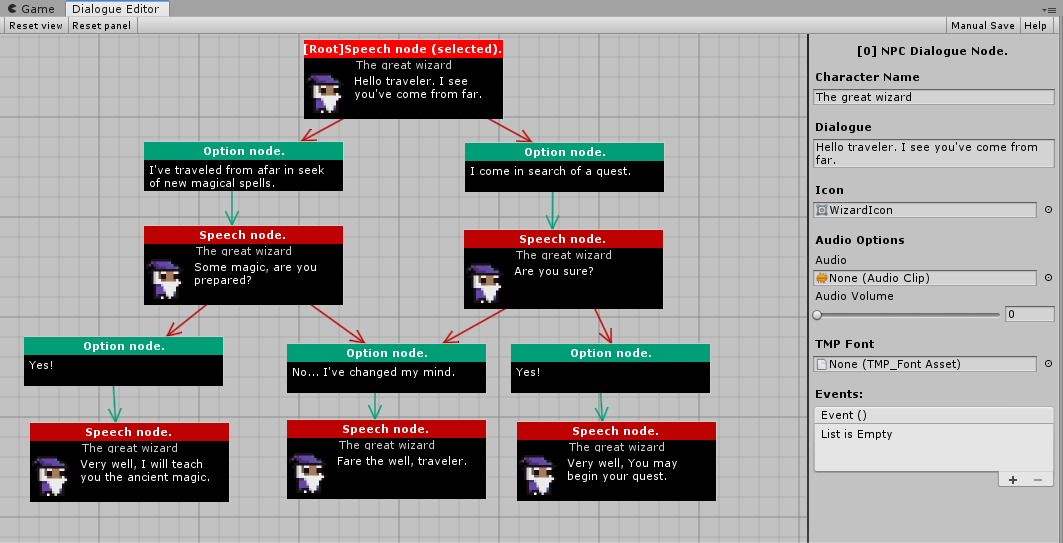 Game
Dialogue Editor
Reset view
Reset panel
Manual Save
Help
[Root]Speech node (selected).
The great wizard
Hello traveler. I see
you've come from far.
Option node.
I've traveled from afar in seek
of new magical spells.
Option node.
I come in search of a quest.
Speech node.
The great wizard
Some magic, are you
prepared?
Speech node.
The great wizard
Are you sure?
Option node.
Yes!
Option node.
No... I've changed my mind.
Option node.
Yes!
Speech node.
The great wizard
Very well, I will teach
you the ancient magic.
Speech node.
The great wizard
Fare the well, traveler.
Speech node.
The great wizard
Very well, You may
begin your quest.
[0] NPC Dialogue Node.
Character Name
The great wizard
Dialogue
Hello traveler. I see you've come from
far.
Icon
WizardIcon
Audio Options
Audio
None (Audio Clip)
Audio Volume
0
TMP Font
None (TMP_Font Asset)
Events:
Event ()
List is Empty
+ −